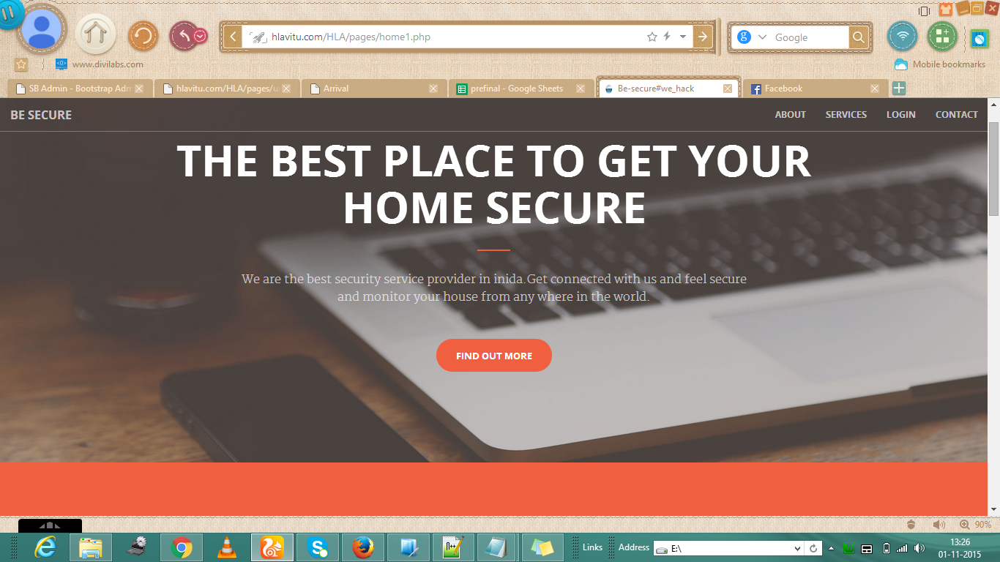 hlavitu.com/HLA/pages/home1.php
Google
www.divilabs.com
Mobile bookmarks
SB Admin - Bootstrap Adm
hlavitu.com/HLA/pages/u
Arrival
prefinal - Google Sheets
Be-secure#we_hack
Facebook
BE SECURE
ABOUT SERVICES LOGIN CONTACT
THE BEST PLACE TO GET YOUR
HOME SECURE
We are the best security service provider in inida.Get connected with us and feel secure
and monitor your house from any where in the world.
FIND OUT MORE
90%
Links
Address
E:\
13:26
01-11-2015